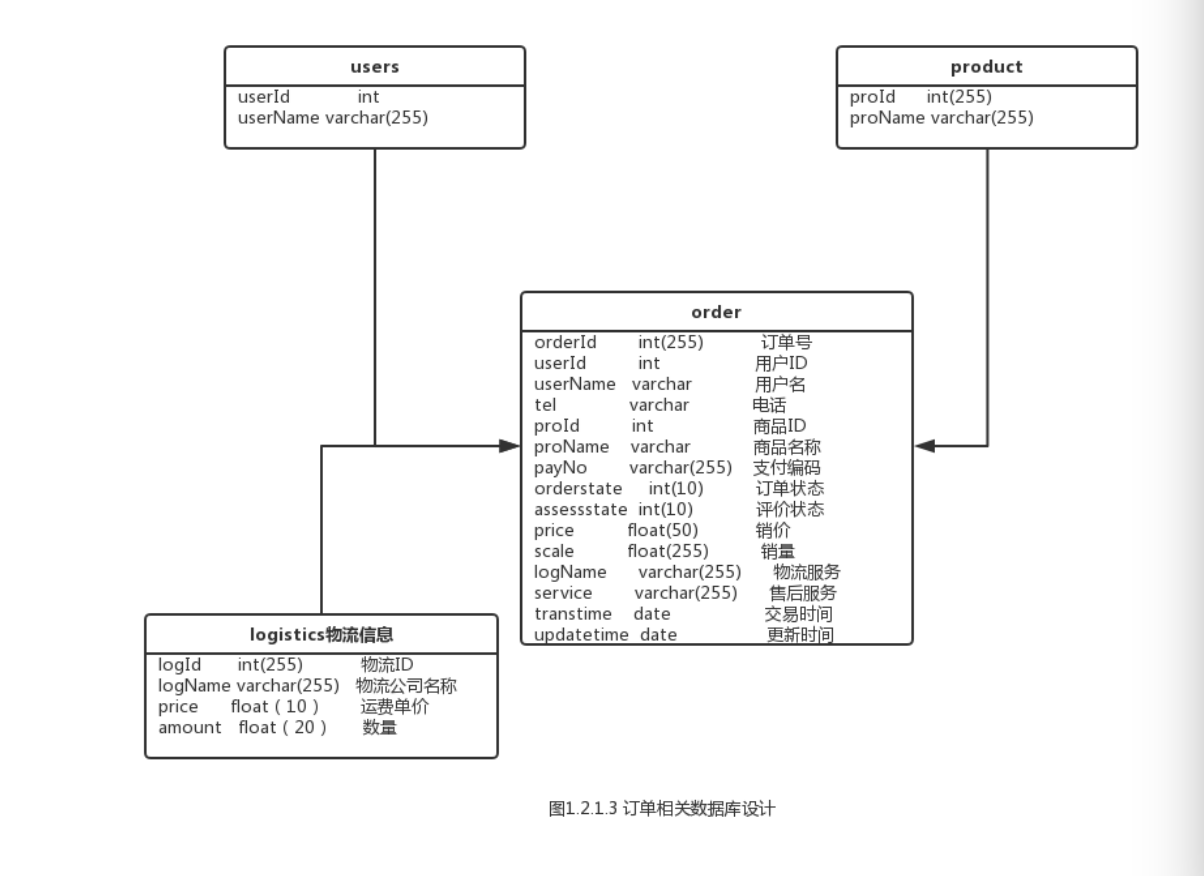 users
userId int
userName varchar(255)
product
proId int(255)
proName varchar(255)
order
orderId int(255) 订单号
userId int 用户ID
userName varchar 用户名
tel varchar 电话
proId int 商品ID
proName varchar 商品名称
payNo varchar(255) 支付编码
orderstate int(10) 订单状态
assessstate int(10) 评价状态
price float(50) 销价
scale float(255) 销量
logName varchar(255) 物流服务
service varchar(255) 售后服务
transtime date 交易时间
updatetime date 更新时间
logistics物流信息
logId int(255) 物流ID
logName varchar(255) 物流公司名称
price float（10） 运费单价
amount float（20） 数量
图1.2.1.3 订单相关数据库设计